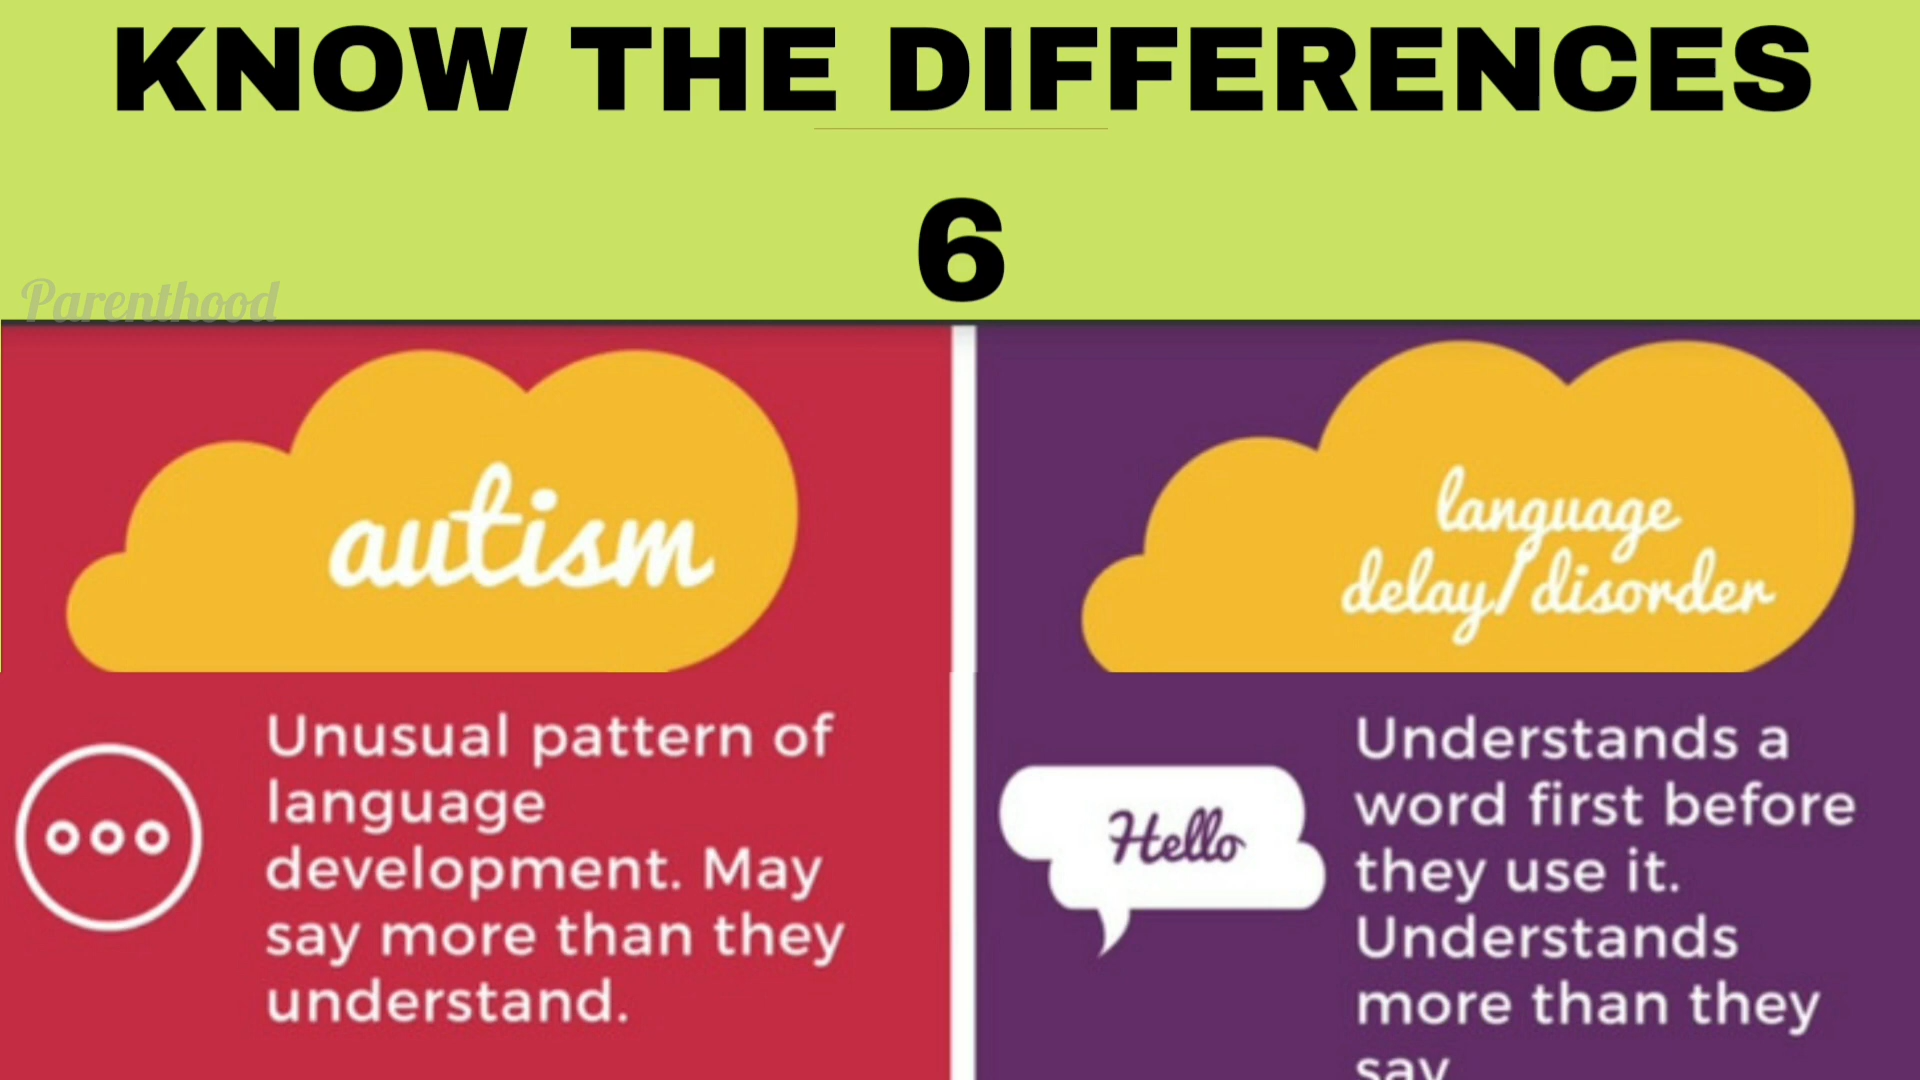 KNOW THE DIFFERENCES
6
Parenthood
autism
Unusual pattern of
language
development. May
say more than they
understand.
language
delay/disorder
Hello
Understands a
word first before
they use it.
Understands
more than they
say